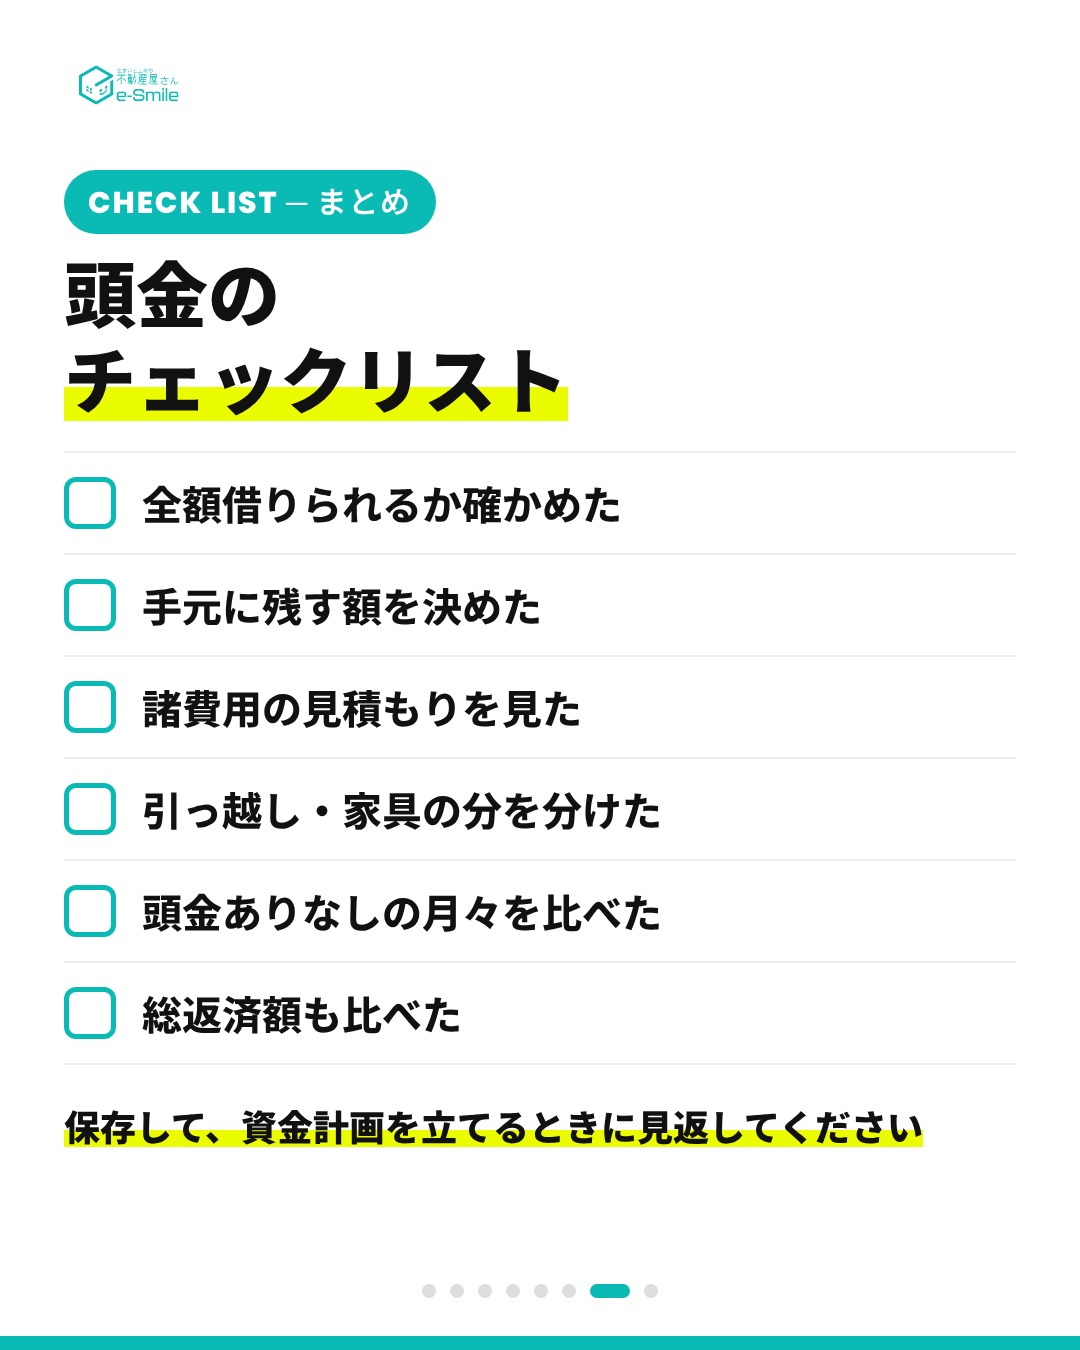 不動産屋さん
e-Smile
CHECK LIST — まとめ
頭金の
チェックリスト
全額借りられるか確かめた
手元に残す額を決めた
諸費用の見積もりを見た
引っ越し・家具の分を分けた
頭金ありなしの月々を比べた
総返済額も比べた
保存して、資金計画を立てるときに見返してください